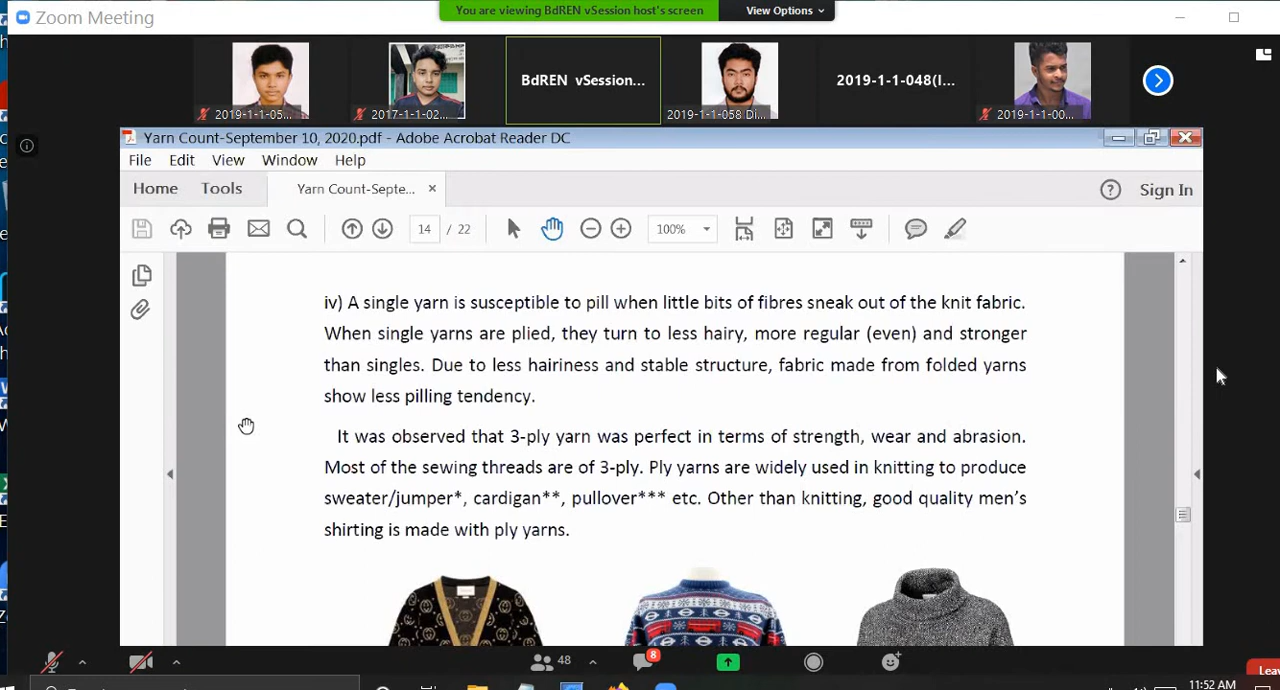 You are viewing BdREN vSession host's screen
View Options
Zoom Meeting
2019-1-1-05...
2017-1-1-02...
BdREN vSession...
2019-1-1-058 Di...
2019-1-1-048(I...
2019-1-1-00...
Yarn Count-September 10, 2020.pdf - Adobe Acrobat Reader DC
File Edit View Window Help
Home Tools Yarn Count-Septe... Sign In
14 / 22 100%
iv) A single yarn is susceptible to pill when little bits of fibres sneak out of the knit fabric.
When single yarns are plied, they turn to less hairy, more regular (even) and stronger
than singles. Due to less hairiness and stable structure, fabric made from folded yarns
show less pilling tendency.
It was observed that 3-ply yarn was perfect in terms of strength, wear and abrasion.
Most of the sewing threads are of 3-ply. Ply yarns are widely used in knitting to produce
sweater/jumper*, cardigan**, pullover*** etc. Other than knitting, good quality men's
shirting is made with ply yarns.
48
8
Leav
11:52 AM